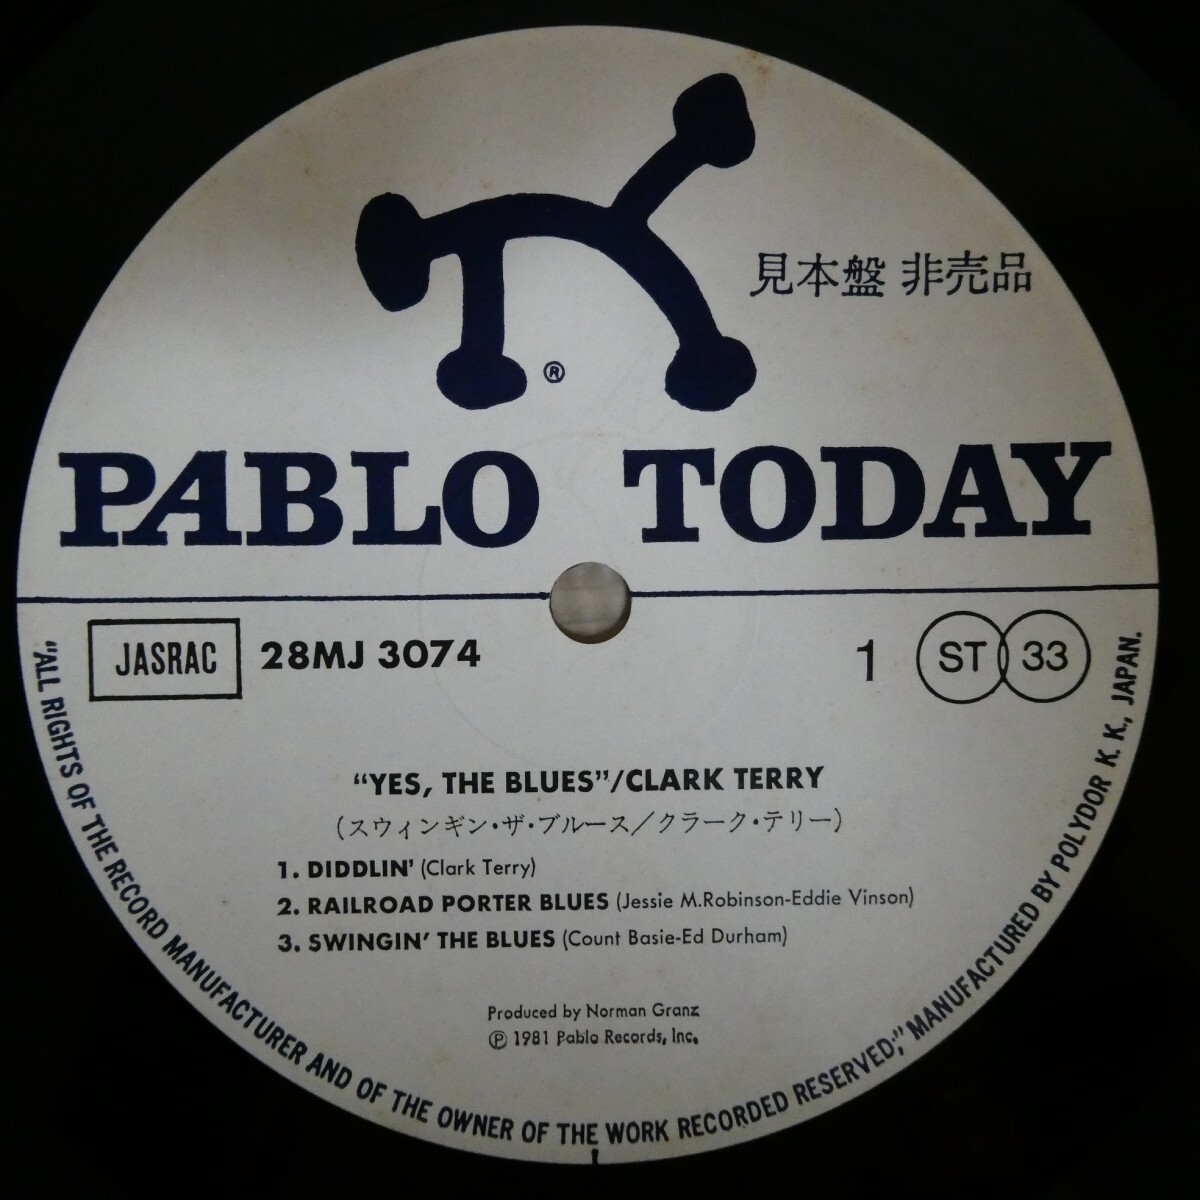 見本盤 非売品
®
PABLO TODAY
JASRAC 28MJ 3074
1 ST 33
“YES, THE BLUES”/CLARK TERRY
(スウィンギン・ザ・ブルース/クラーク・テリー)
1. DIDDLIN’ (Clark Terry)
2. RAILROAD PORTER BLUES (Jessie M.Robinson-Eddie Vinson)
3. SWINGIN’ THE BLUES (Count Basie-Ed Durham)
Produced by Norman Granz
℗ 1981 Pablo Records, Inc.
“ALL RIGHTS OF THE RECORD MANUFACTURER AND OF THE OWNER OF THE WORK RECORDED RESERVED;” MANUFACTURED BY POLYDOR K. K., JAPAN.